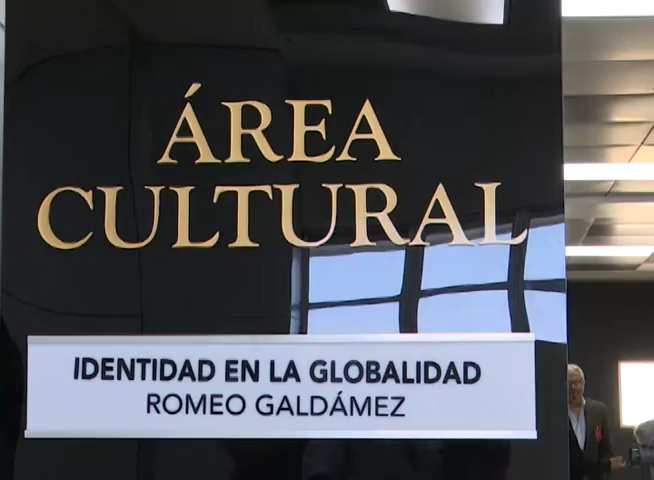 ÁREA
CULTURAL
IDENTIDAD EN LA GLOBALIDAD
ROMEO GALDÁMEZ